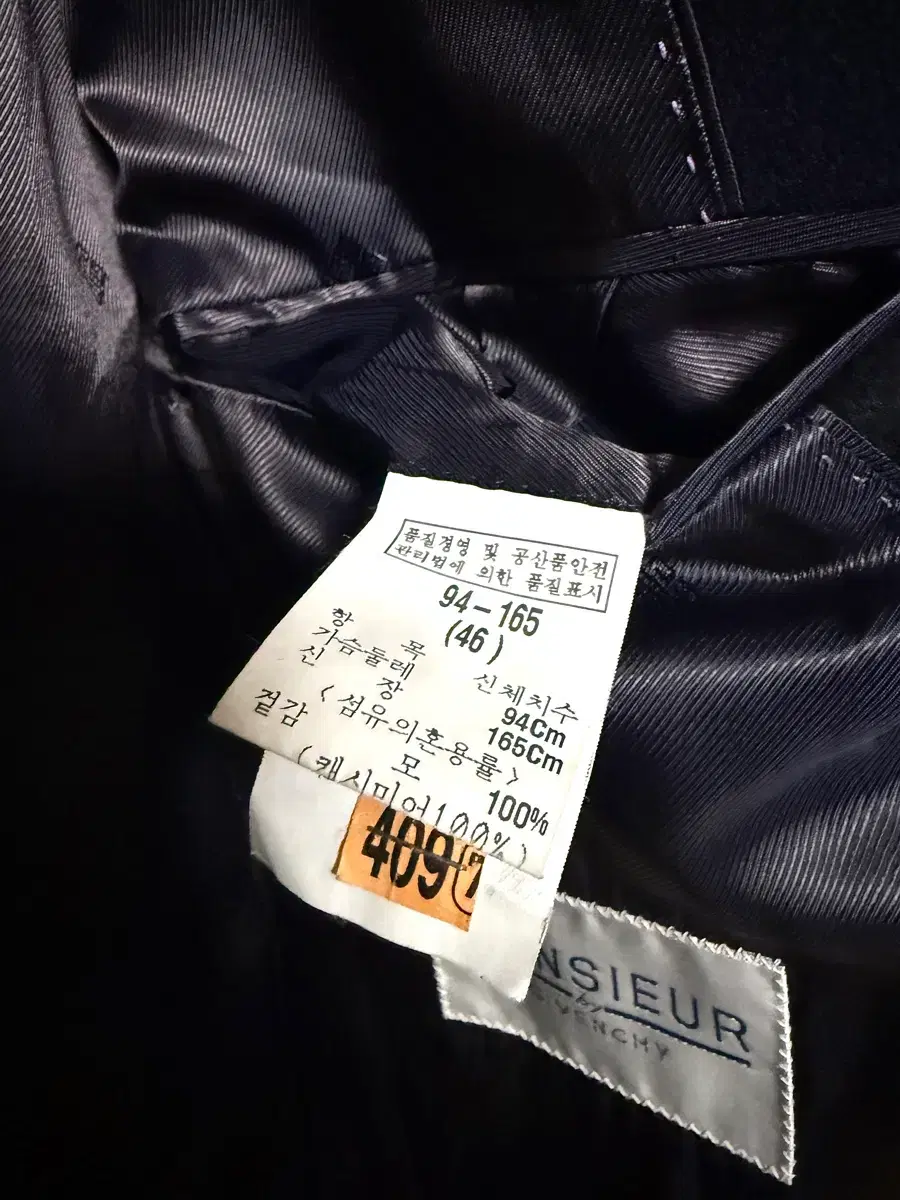 품질경영 및 공산품안전
관리법에 의한 품질표시
94-165
(46)
항 목 신체치수
가슴둘레 94Cm
신 장 165Cm
〈섬유의혼용률〉
겉감 모 100%
(캐시미어100%)
409
NSIEUR
by
GIVENCHY